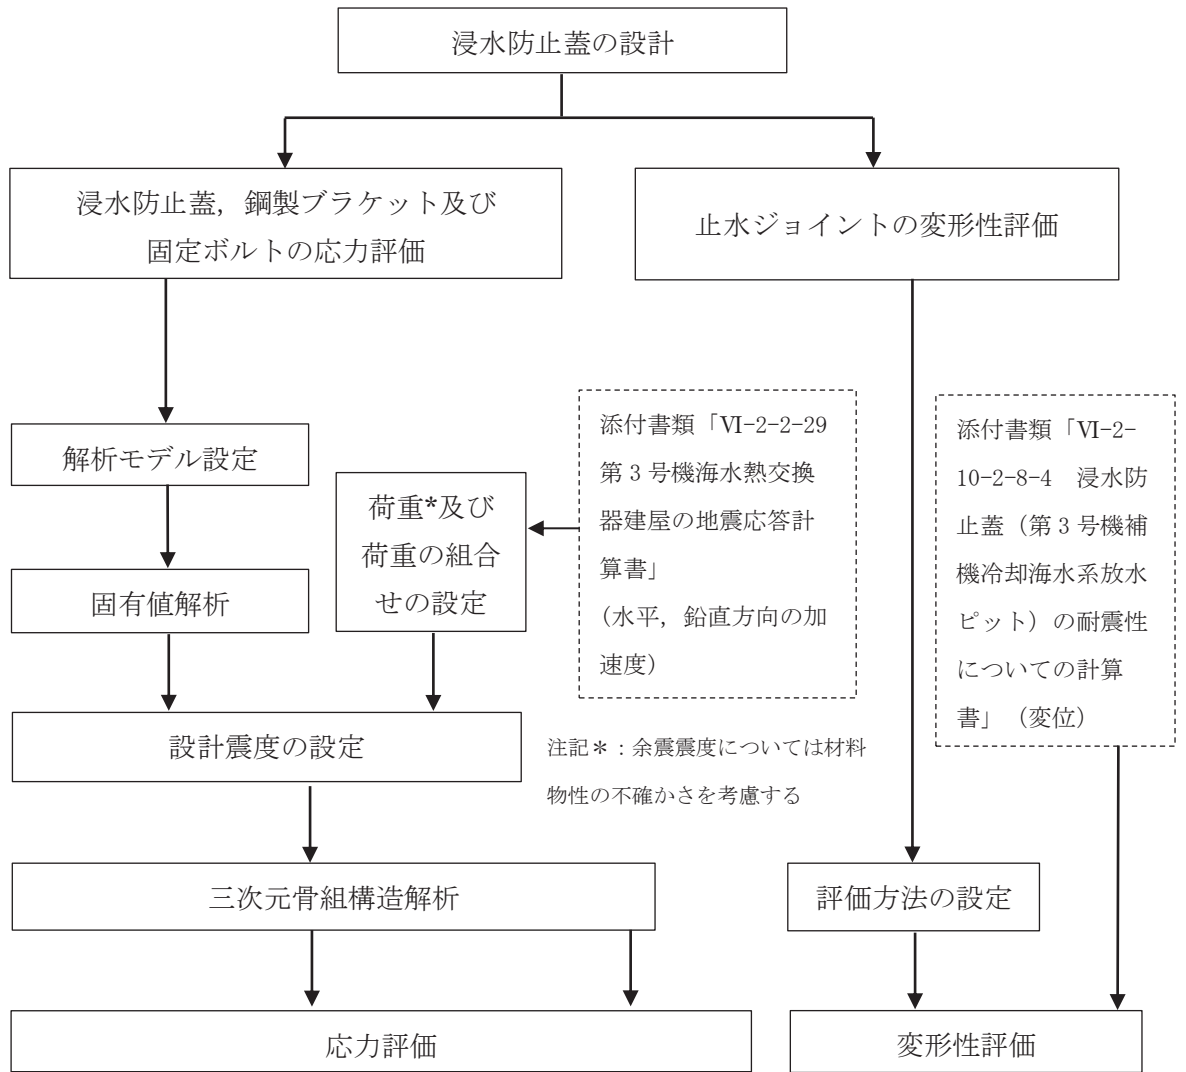 浸水防止蓋の設計
浸水防止蓋，鋼製ブラケット及び
固定ボルトの応力評価
止水ジョイントの変形性評価
解析モデル設定
固有値解析
荷重*及び
荷重の組合
せの設定
添付書類「Ⅵ-2-2-29
第 3 号機海水熱交換
器建屋の地震応答計
算書」
（水平，鉛直方向の加
速度）
添付書類「Ⅵ-2-
10-2-8-4　浸水防
止蓋（第 3 号機補
機冷却海水系放水
ピット）の耐震性
についての計算
書」（変位）
設計震度の設定
注記＊：余震震度については材料
物性の不確かさを考慮する
三次元骨組構造解析
評価方法の設定
応力評価
変形性評価